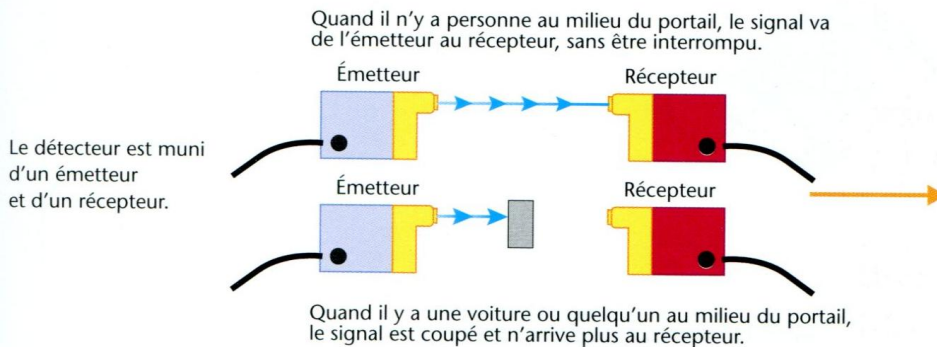 Quand il n'y a personne au milieu du portail, le signal va
de l'émetteur au récepteur, sans être interrompu.
Émetteur
Récepteur
Le détecteur est muni
d'un émetteur
et d'un récepteur.
Émetteur
Récepteur
Quand il y a une voiture ou quelqu'un au milieu du portail,
le signal est coupé et n'arrive plus au récepteur.